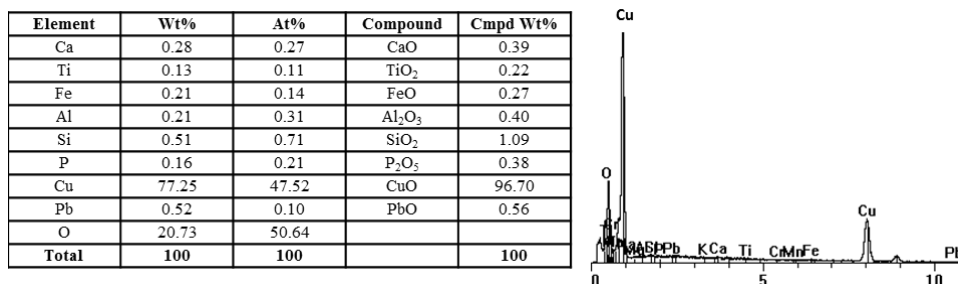 Element Wt% At% Compound Cmpd Wt%
Ca 0.28 0.27 CaO 0.39
Ti 0.13 0.11 TiO₂ 0.22
Fe 0.21 0.14 FeO 0.27
Al 0.21 0.31 Al₂O₃ 0.40
Si 0.51 0.71 SiO₂ 1.09
P 0.16 0.21 P₂O₅ 0.38
Cu 77.25 47.52 CuO 96.70
Pb 0.52 0.10 PbO 0.56
O 20.73 50.64
Total 100 100 100
Cu
O
Cu
Pb K Ca Ti Cr Mn Fe Pb
0 5 10